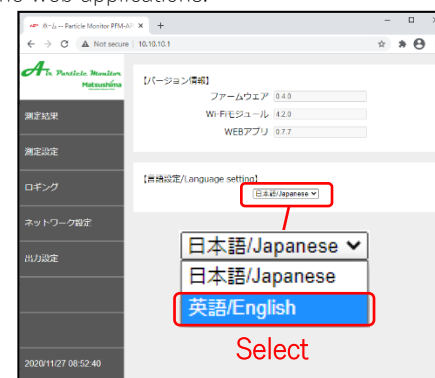 he web applications.
ホーム -- Particle Monitor PFM-AI
Not secure | 10.10.10.1
Air Particle Monitor
Matsushima
測定結果
測定設定
ロギング
ネットワーク設定
出力設定
2020/11/27 08:52:40
【バージョン情報】
ファームウエア 0.4.0
Wi-Fiモジュール 4.2.0
WEBアプリ 0.7.7
【言語設定/Language setting】
日本語/Japanese
日本語/Japanese
日本語/Japanese
英語/English
Select